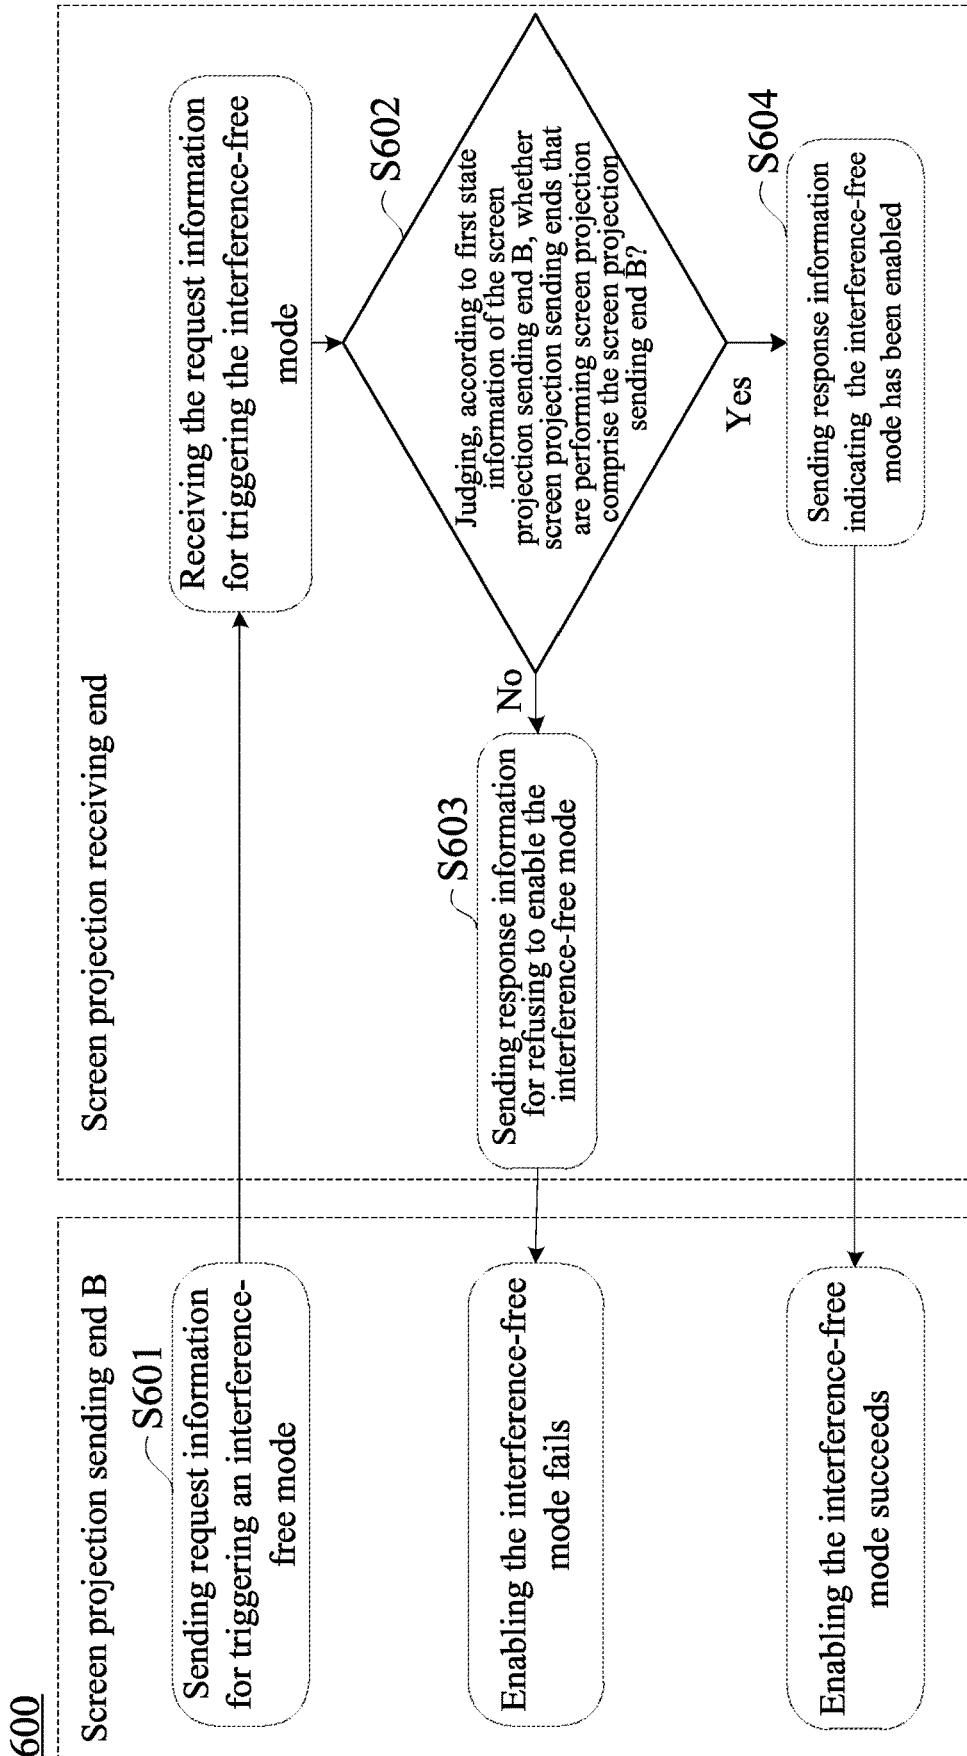 600
Screen projection sending end B
Screen projection receiving end
S601
Sending request information
for triggering an interference-
free mode
Receiving the request information
for triggering the interference-free
mode
S602
Judging, according to first state
information of the screen
projection sending end B, whether
screen projection sending ends that
are performing screen projection
comprise the screen projection
sending end B?
No
S603
Sending response information
for refusing to enable the
interference-free mode
Enabling the interference-free
mode fails
Yes
S604
Sending response information
indicating the interference-free
mode has been enabled
Enabling the interference-free
mode succeeds